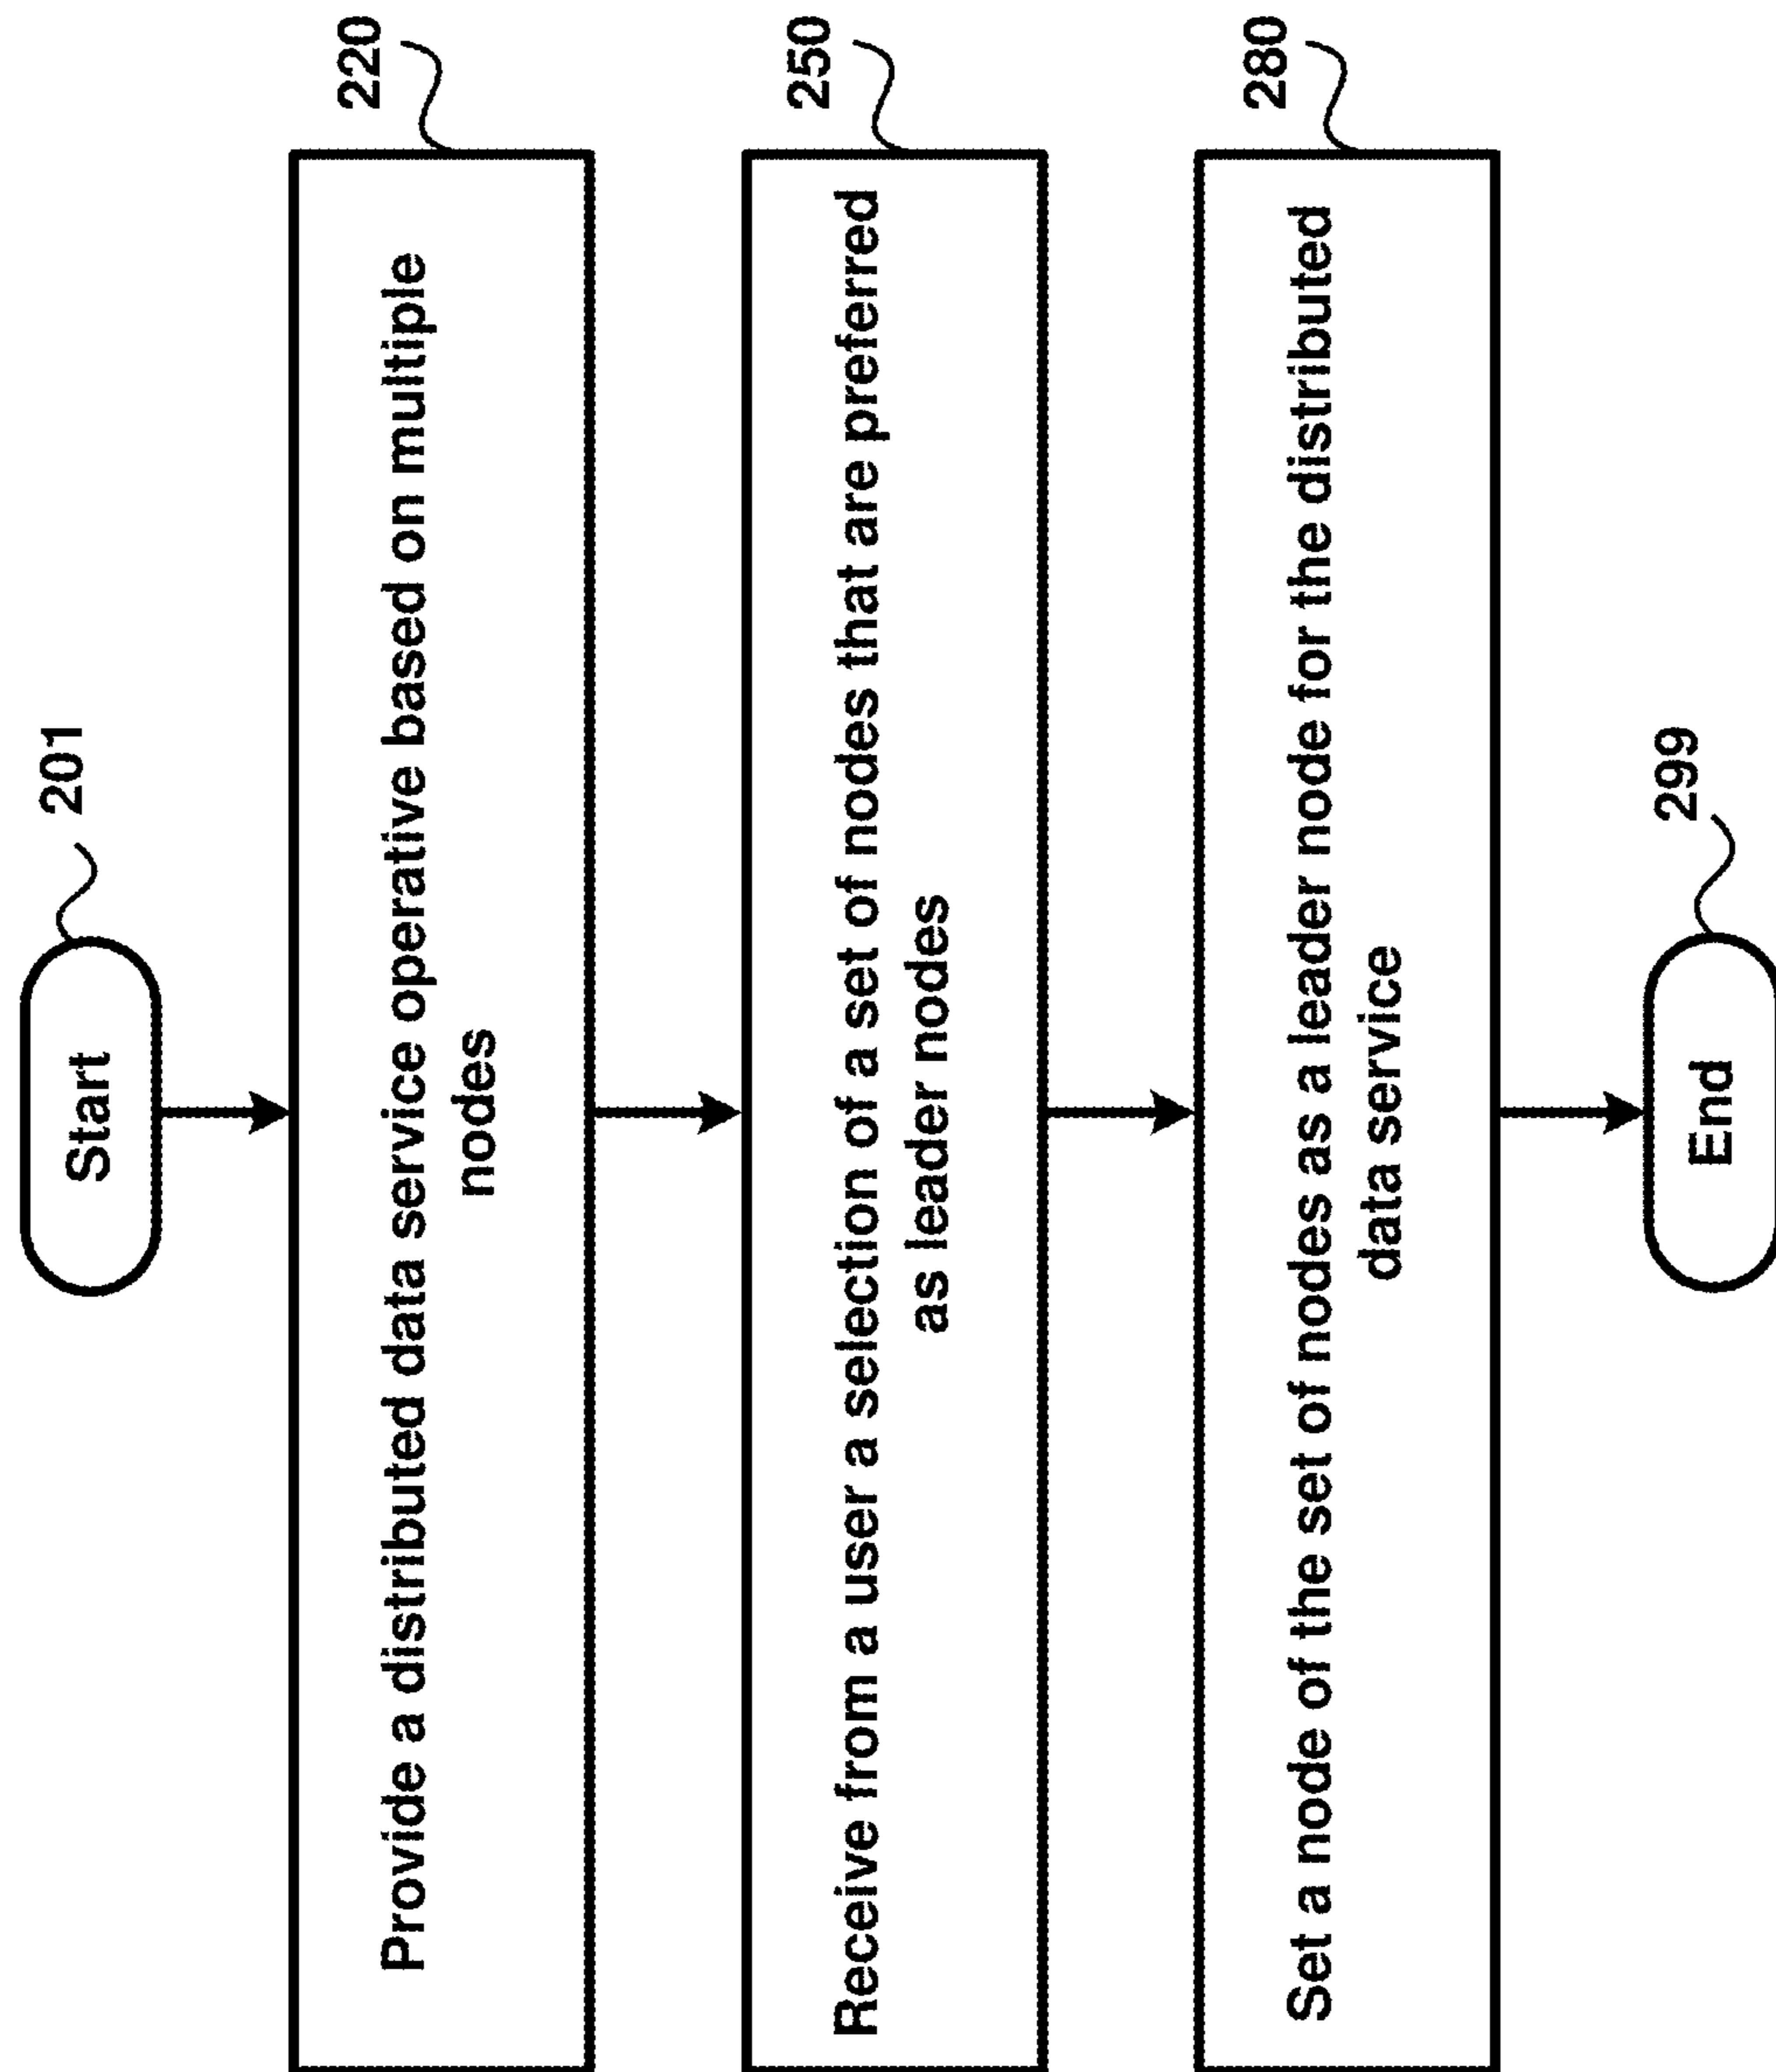 Start
201
Provide a distributed data service operative based on multiple
nodes
220
Receive from a user a selection of a set of nodes that are preferred
as leader nodes
250
Set a node of the set of nodes as a leader node for the distributed
data service
280
End
299